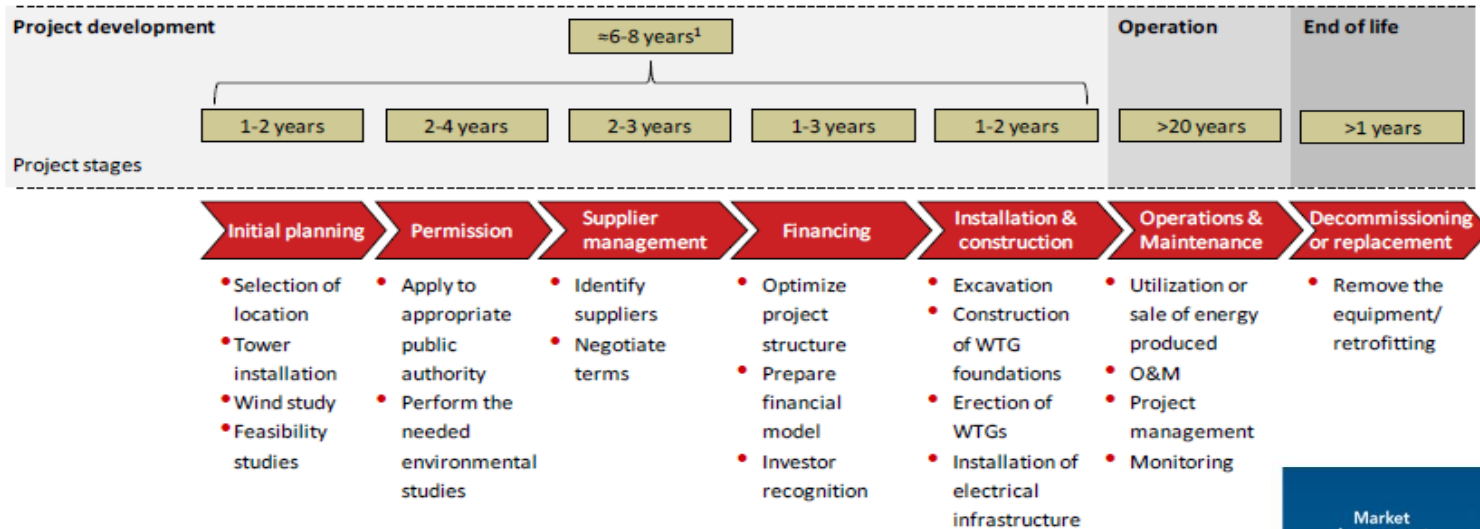 Project development
≈6-8 years1
Operation
End of life
1-2 years
2-4 years
2-3 years
1-3 years
1-2 years
>20 years
>1 years
Project stages
Initial planning
Permission
Supplier
management
Financing
Installation &
construction
Operations &
Maintenance
Decommissioning
or replacement
• Selection of
location
• Tower
installation
• Wind study
• Feasibility
studies
• Apply to
appropriate
public
authority
• Perform the
needed
environmental
studies
• Identify
suppliers
• Negotiate
terms
• Optimize
project
structure
• Prepare
financial
model
• Investor
recognition
• Excavation
• Construction
of WTG
foundations
• Erection of
WTGs
• Installation of
electrical
infrastructure
• Utilization or
sale of energy
produced
• O&M
• Project
management
• Monitoring
• Remove the
equipment/
retrofitting
Market